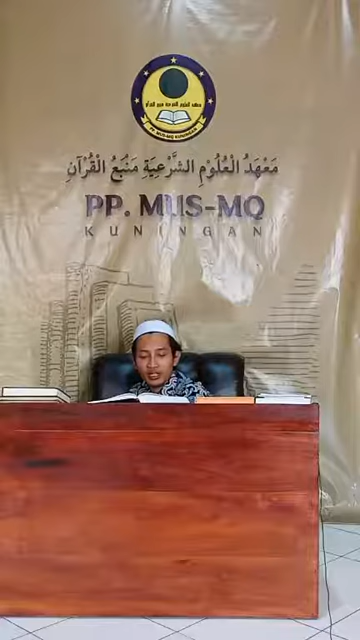 مَعْهَدُ الْعُلُوْمِ الشَّرْعِيَّةِ مَنْبَعُ الْقُرْآنِ
PP. MUS-MQ
KUNINGAN